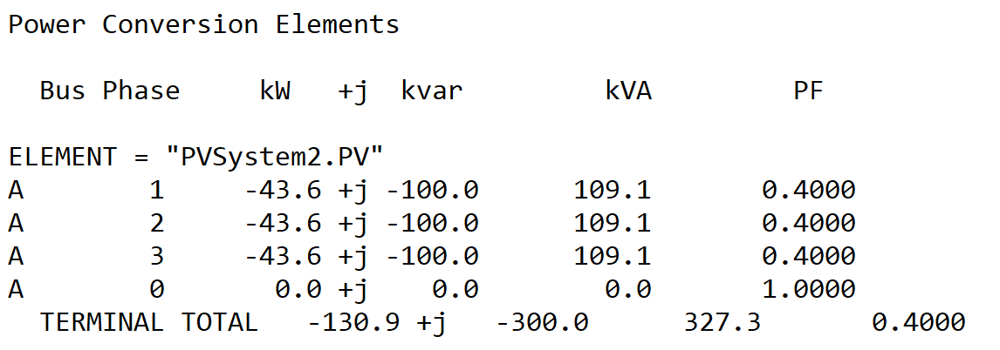 Power Conversion Elements
Bus Phase kW +j kvar kVA PF
ELEMENT = "PVSystem2.PV"
A 1 -43.6 +j -100.0 109.1 0.4000
A 2 -43.6 +j -100.0 109.1 0.4000
A 3 -43.6 +j -100.0 109.1 0.4000
A 0 0.0 +j 0.0 0.0 1.0000
TERMINAL TOTAL -130.9 +j -300.0 327.3 0.4000